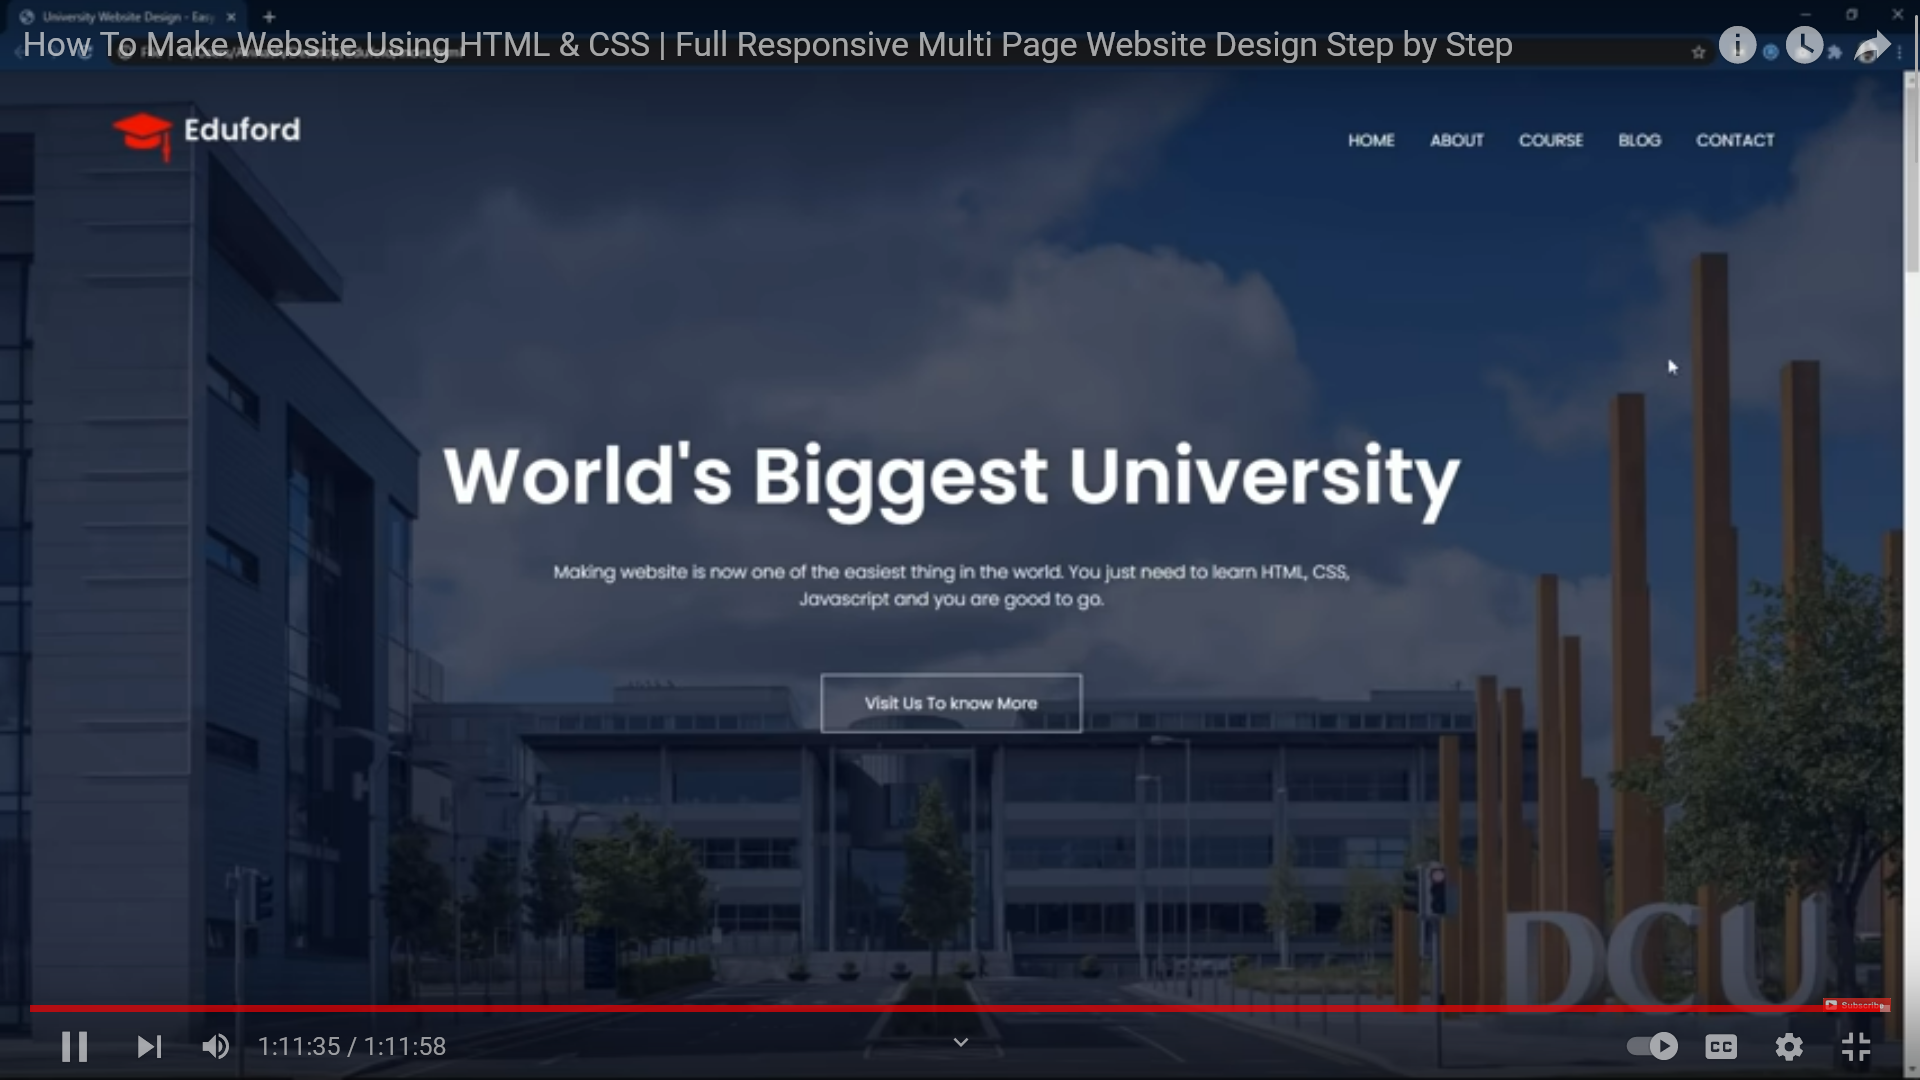 University Website Design - Easy
How To Make Website Using HTML & CSS | Full Responsive Multi Page Website Design Step by Step
Eduford
HOME ABOUT COURSE BLOG CONTACT
World's Biggest University
Making website is now one of the easiest thing in the world. You just need to learn HTML, CSS,
Javascript and you are good to go.
Visit Us To know More
DCU
Subscribe
1:11:35 / 1:11:58
CC